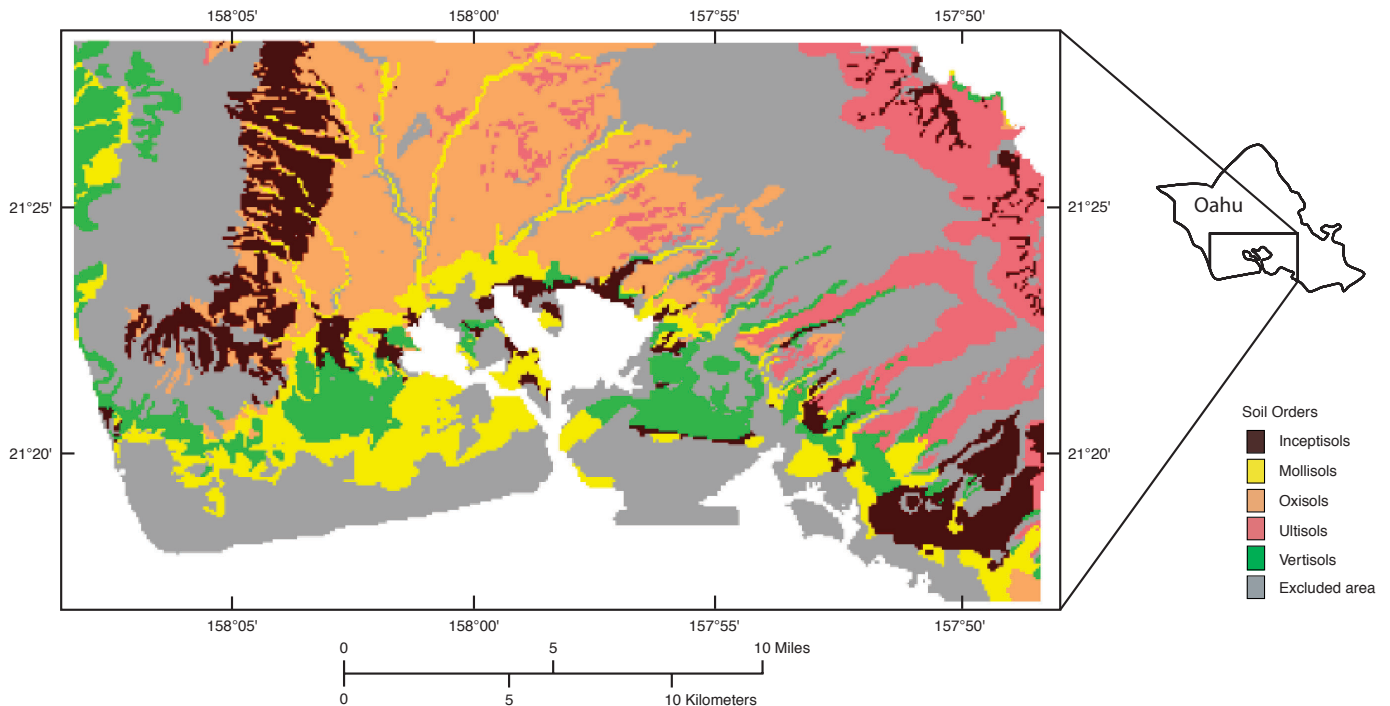 158°05' 158°00' 157°55' 157°50'
21°25' 21°25'
Oahu
21°20' 21°20'
Soil Orders
Inceptisols
Mollisols
Oxisols
Ultisols
Vertisols
Excluded area
158°05' 158°00' 157°55' 157°50'
0 5 10 Miles
0 5 10 Kilometers